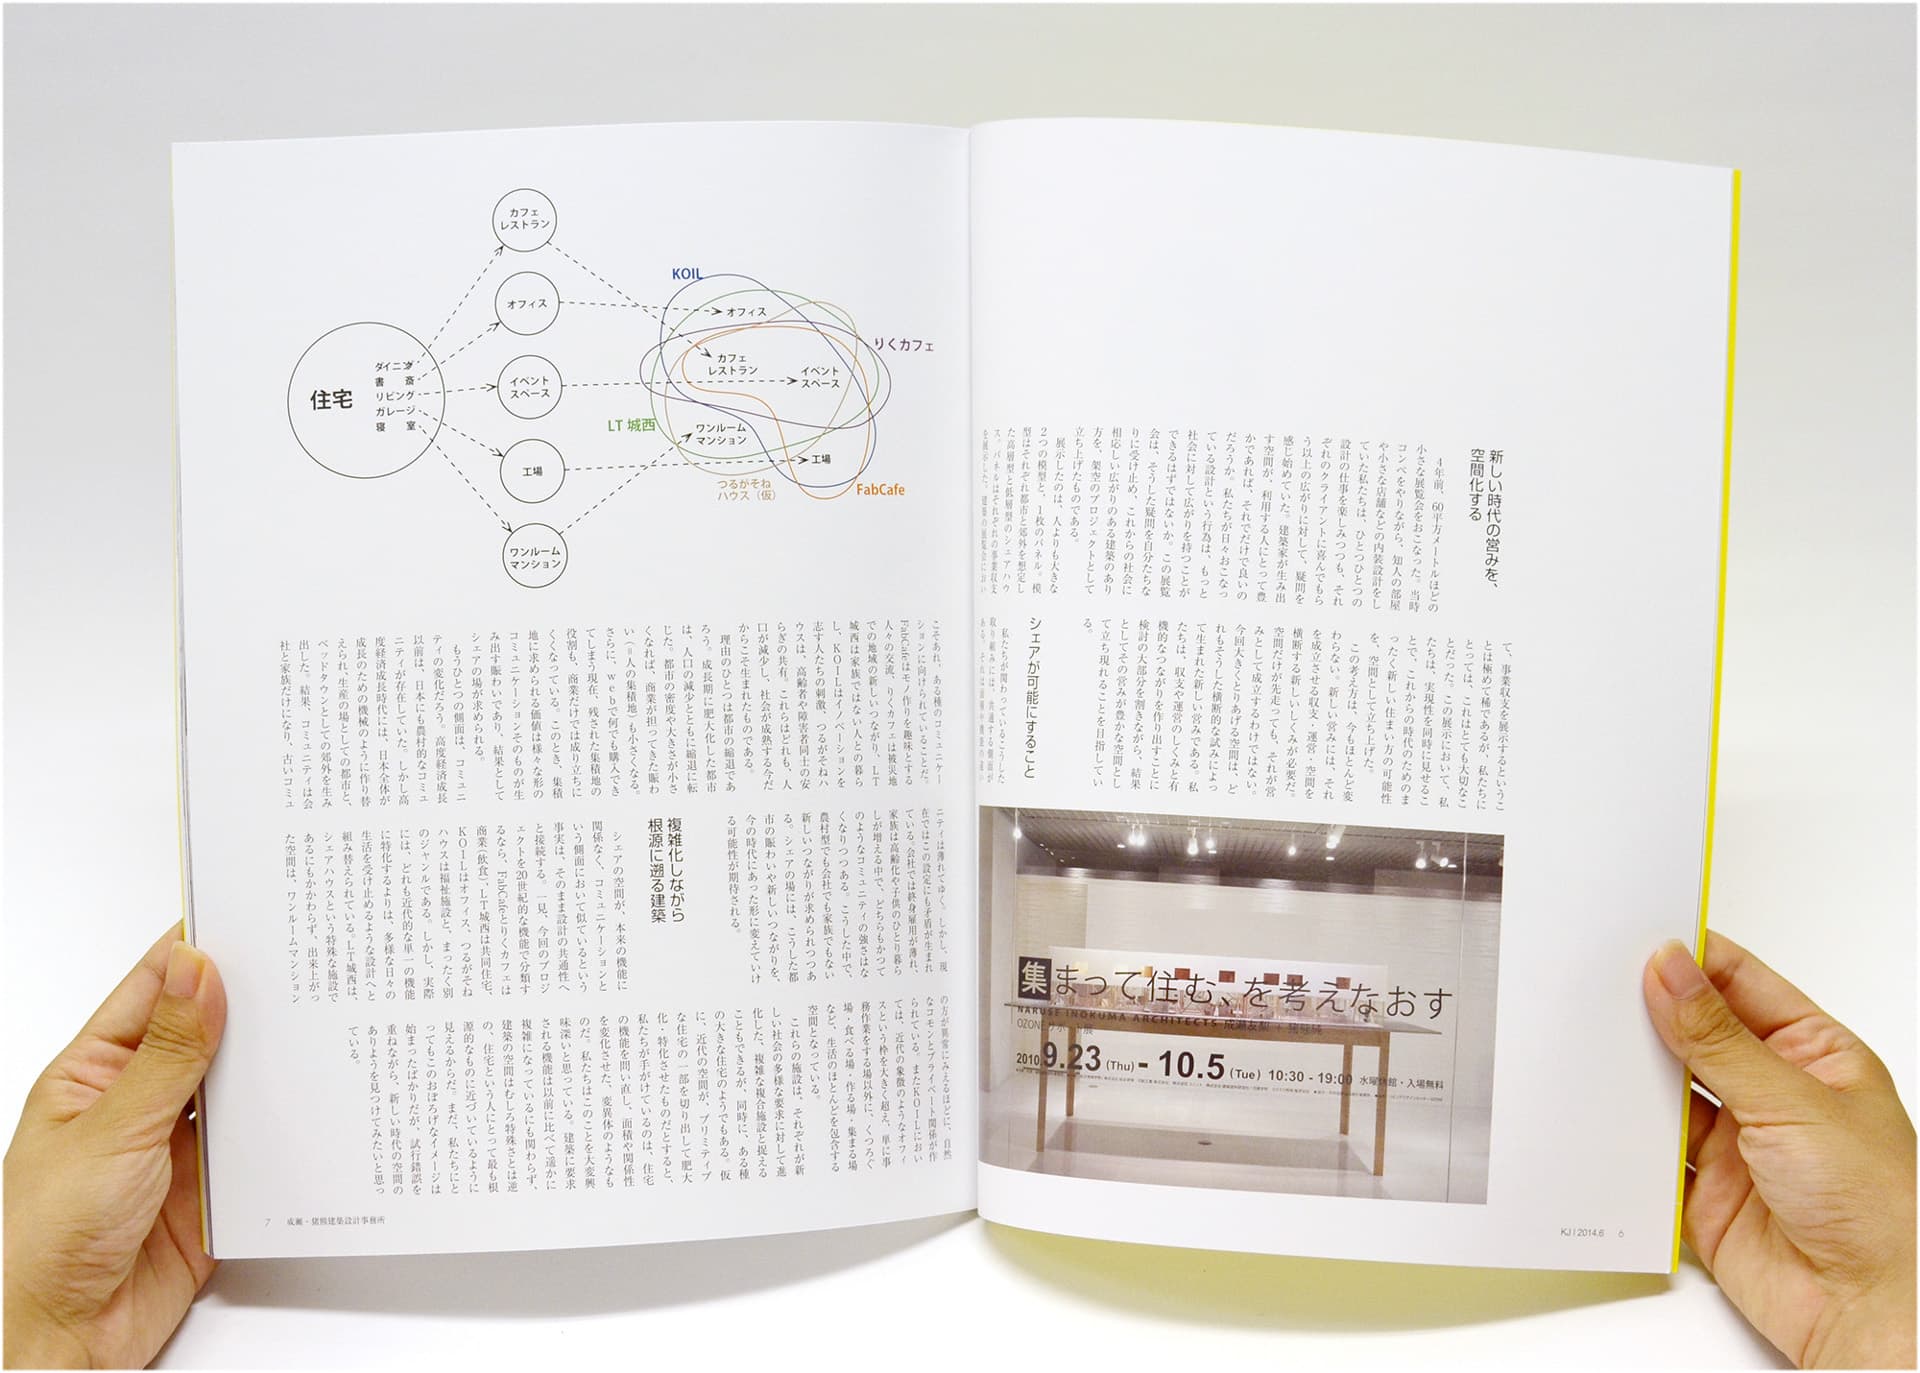 新しい時代の営みを、
空間化する
4年前、60平方メートルほどの
小さな展覧会をおこなった。当時
コンペをやりながら、知人の部屋
や小さな店舗などの内装設計をし
ていた私たちは、ひとつひとつの
設計の仕事を楽しみつつも、それ
ぞれのクライアントに喜んでもら
う以上の広がりに対して、疑問を
感じ始めていた。建築家が生み出
す空間が、利用する人にとって豊
かであれば、それでだけで良いの
だろうか。私たちが日々おこなっ
ている設計という行為は、もっと
社会に対して広がりを持つことが
できるはずではないか。この展覧
会は、そうした疑問を自分たちな
りに受け止め、これからの社会に
相応しい広がりのある建築のあり
方を、架空のプロジェクトとして
立ち上げたものである。
展示したのは、人よりも大きな
2つの模型と、1枚のパネル。模
型はそれぞれ都市と郊外を想定し
た高層型と低層型のシェアハウ
ス。パネルはそれぞれの事業収支
を展示した。建築の展覧会におい
て、事業収支を展示するというこ
とは極めて稀であるが、私たちに
とっては、これはとても大切なこ
とだった。この展示において、私
たちは、実現性を同時に見せるこ
とで、これからの時代のためのま
ったく新しい住まい方の可能性
を、空間として立ち上げた。
この考え方は、今もほとんど変
わらない。新しい営みには、それ
を成立させる収支・運営・空間を
横断する新しいしくみが必要だ。
空間だけが先走っても、それが営
みとして成立するわけではない。
今回大きくとりあげる空間は、ど
れもそうした横断的な試みによっ
て生まれた新しい営みである。私
たちは、収支や運営のしくみと有
機的なつながりを作り出すことに
検討の大部分を割きながら、結果
としてその営みが豊かな空間とし
て立ち現れることを目指してい
る。
シェアが可能にすること
私たちが関わっているこうした
取り組みには、共通する側面が
ある。それは面積や機能の違い
集まって住む、を考えなおす
NARUSE INOKUMA ARCHITECTS 成瀬友梨 + 猪熊純
OZONEサポート展
2010.9.23 (Thu) - 10.5 (Tue) 10:30 - 19:00 水曜休館・入場無料
KJ | 2014.6 6
住宅
ダイニング
書斎
リビング
ガレージ
寝室
カフェ
レストラン
オフィス
イベント
スペース
工場
ワンルーム
マンション
KOIL
りくカフェ
LT 城西
つるがそね
ハウス（仮）
FabCafe
オフィス
カフェ
レストラン
イベント
スペース
ワンルーム
マンション
工場
こそあれ、ある種のコミュニケー
ションに向けられていることだ。
FabCafeはモノ作りを趣味とする
人々の交流、りくカフェは被災地
での地域の新しいつながり、LT
城西は家族ではない人との暮ら
し、KOILはイノベーションを
志す人たちの刺激、つるがそねハ
ウスは、高齢者や障害者同士の安
らぎの共有。これらはどれも、人
口が減少し、社会が成熟する今だ
からこそ生まれたものである。
理由のひとつは都市の縮退であ
ろう。成長期に肥大化した都市
は、人口の減少とともに縮退に転
じた。都市の密度や大きさが小さ
くなれば、商業が担ってきた賑わ
い（=人の集積地）も小さくなる。
さらに、webで何でも購入でき
てしまう現在、残された集積地の
役割も、商業だけでは成り立ちに
くくなっている。このとき、集積
地に求められる価値は様々な形の
コミュニケーションそのものが生
み出す賑わいであり、結果として
シェアの場が求められる。
もうひとつの側面は、コミュニ
ティの変化だろう。高度経済成長
以前は、日本にも農村的なコミュ
ニティが存在していた。しかし高
度経済成長時代には、日本全体が
成長のための機械のように作り替
えられ、生産の場としての都市と、
ベッドタウンとしての郊外を生み
出した。結果、コミュニティは会
社と家族だけになり、古いコミュ
ニティは薄れてゆく。しかし、現
在ではこの設定にも矛盾が生まれ
ている。会社では終身雇用が薄れ、
家族は高齢化や子供のひとり暮ら
しが増える中で、どちらもかつて
のようなコミュニティの強さはな
くなりつつある。こうした中で、
農村型でも会社でも家族でもない
新しいつながりが求められつつあ
る。シェアの場には、こうした都
市の賑わいや新しいつながりを、
今の時代にあった形に変えていけ
る可能性が期待される。
複雑化しながら
根源に遡る建築
シェアの空間が、本来の機能に
関係なく、コミュニケーションと
いう側面において似ているという
事実は、そのまま設計の共通性へ
と接続する。一見、今回のプロジ
ェクトを20世紀的な機能で分類す
るなら、FabCafeとりくカフェは
商業（飲食）、LT城西は共同住宅、
KOILはオフィス、つるがそね
ハウスは福祉施設と、まったく別
のジャンルである。しかし、実際
には、どれも近代的な単一の機能
に特化するよりは、多様な日々の
生活を受け止めるような設計へと
組み替えられている。LT城西は、
シェアハウスという特殊な施設で
あるにもかかわらず、出来上がっ
た空間は、ワンルームマンション
の方が異常にみえるほどに、自然
なコモンとプライベート関係が作
られている。またKOILにおい
ては、近代の象徴のようなオフィ
スという枠を大きく超え、単に事
務作業をする場以外に、くつろぐ
場・食べる場・作る場・集まる場
など、生活のほとんどを包含する
空間となっている。
これらの施設は、それぞれが新
しい社会の多様な要求に対して進
化した、複雑な複合施設と捉える
こともできるが、同時に、ある種
の大きな住宅のようでもある。仮
に、近代の空間が、プリミティブ
な住宅の一部を切り出して肥大
化・特化させたものだとすると、
私たちが手がけているのは、住宅
の機能を問い直し、面積や関係性
を変化させた、変異体のようなも
のだ。私たちはこのことを大変興
味深いと思っている。建築に要求
される機能は以前に比べて遥かに
複雑になっているにも関わらず、
建築の空間はむしろ特殊さとは逆
の、住宅という人にとって最も根
源的なものに近づいているように
見えるからだ。まだ、私たちにと
ってもこのおぼろげなイメージは
始まったばかりだが、試行錯誤を
重ねながら、新しい時代の空間の
ありようを見つけてみたいと思っ
ている。
7 成瀬・猪熊建築設計事務所